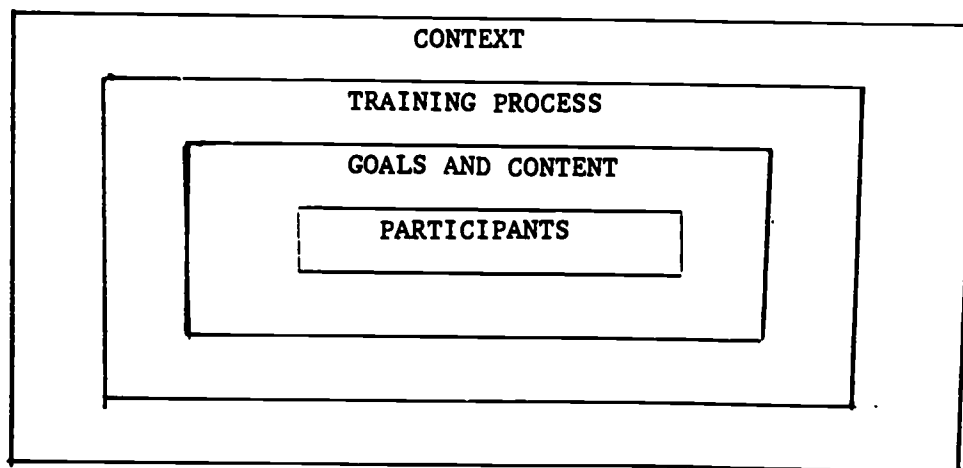 CONTEXT
TRAINING PROCESS
GOALS AND CONTENT
PARTICIPANTS